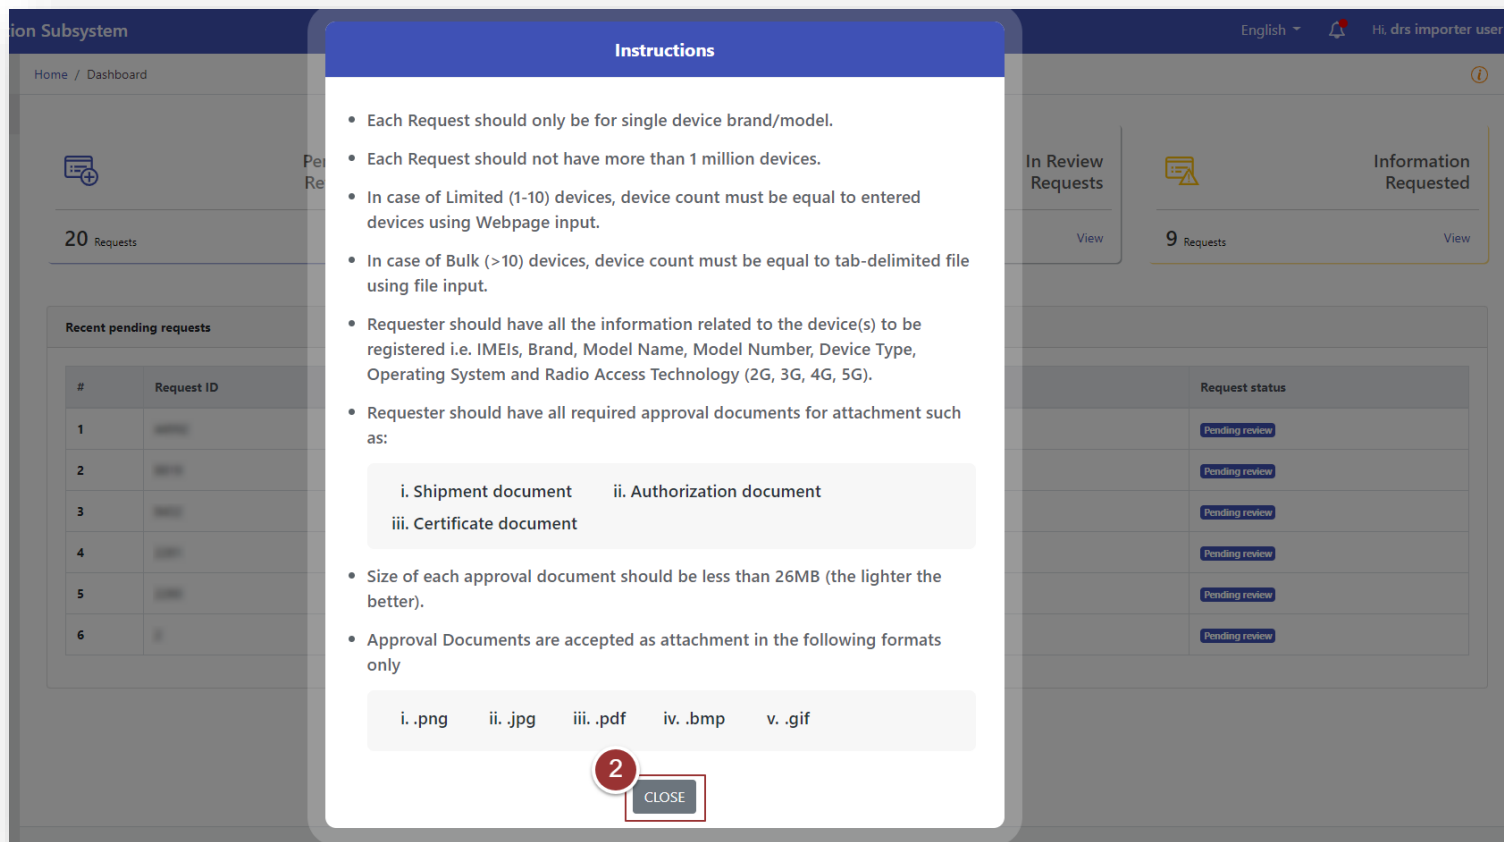 tion Subsystem
English
Hi, drs importer user
Instructions
Home / Dashboard
• Each Request should only be for single device brand/model.
• Each Request should not have more than 1 million devices.
• In case of Limited (1-10) devices, device count must be equal to entered
devices using Webpage input.
• In case of Bulk (>10) devices, device count must be equal to tab-delimited file
using file input.
• Requester should have all the information related to the device(s) to be
registered i.e. IMEIs, Brand, Model Name, Model Number, Device Type,
Operating System and Radio Access Technology (2G, 3G, 4G, 5G).
• Requester should have all required approval documents for attachment such
as:
i. Shipment document ii. Authorization document
iii. Certificate document
• Size of each approval document should be less than 26MB (the lighter the
better).
• Approval Documents are accepted as attachment in the following formats
only
i. .png ii. .jpg iii. .pdf iv. .bmp v. .gif
2
CLOSE
Pe
Re
20 Requests
In Review
Requests
View
Information
Requested
9 Requests
View
Recent pending requests
# Request ID Request status
1 Pending review
2 Pending review
3 Pending review
4 Pending review
5 Pending review
6 Pending review